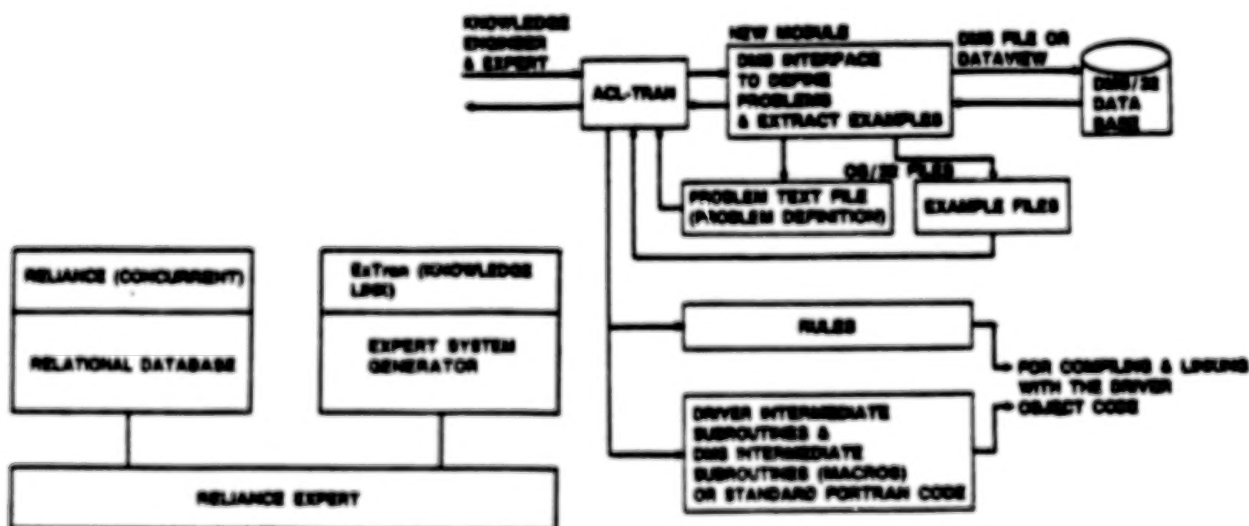 KNOWLEDGE
ENGINEER
& EXPERT
ACL-TRAN
NEW MODULE
DMS INTERFACE
TO DEFINE
PROBLEMS
& EXTRACT EXAMPLES
DMS FILE OR
DATAVIEW
DMS/32
DATA
BASE
OS/32 FILES
PROBLEM TEXT FILE
(PROBLEM DEFINITION)
EXAMPLE FILES
RELIANCE (CONCURRENT)
RELATIONAL DATABASE
ExTran (KNOWLEDGE
LINK)
EXPERT SYSTEM
GENERATOR
RELIANCE EXPERT
RULES
DRIVER INTERMEDIATE
SUBROUTINES &
DMS INTERMEDIATE
SUBROUTINES (MACROS)
OR STANDARD FORTRAN CODE
FOR COMPILING & LINKING
WITH THE DRIVER
OBJECT CODE